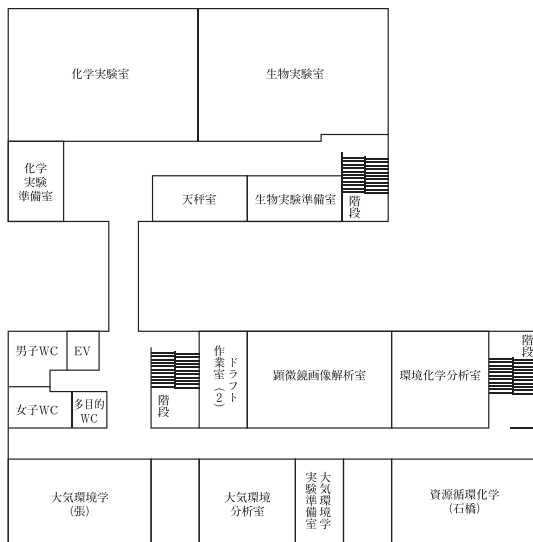 化学実験室
生物実験室
化学
実験
準備室
天秤室
生物実験準備室
階段
男子WC
EV
女子WC
多目的
WC
階段
ドラフト
作業室(2)
顕微鏡画像解析室
環境化学分析室
階段
大気環境学
(張)
大気環境
分析室
大気環境学
実験準備室
資源循環化学
(石橋)